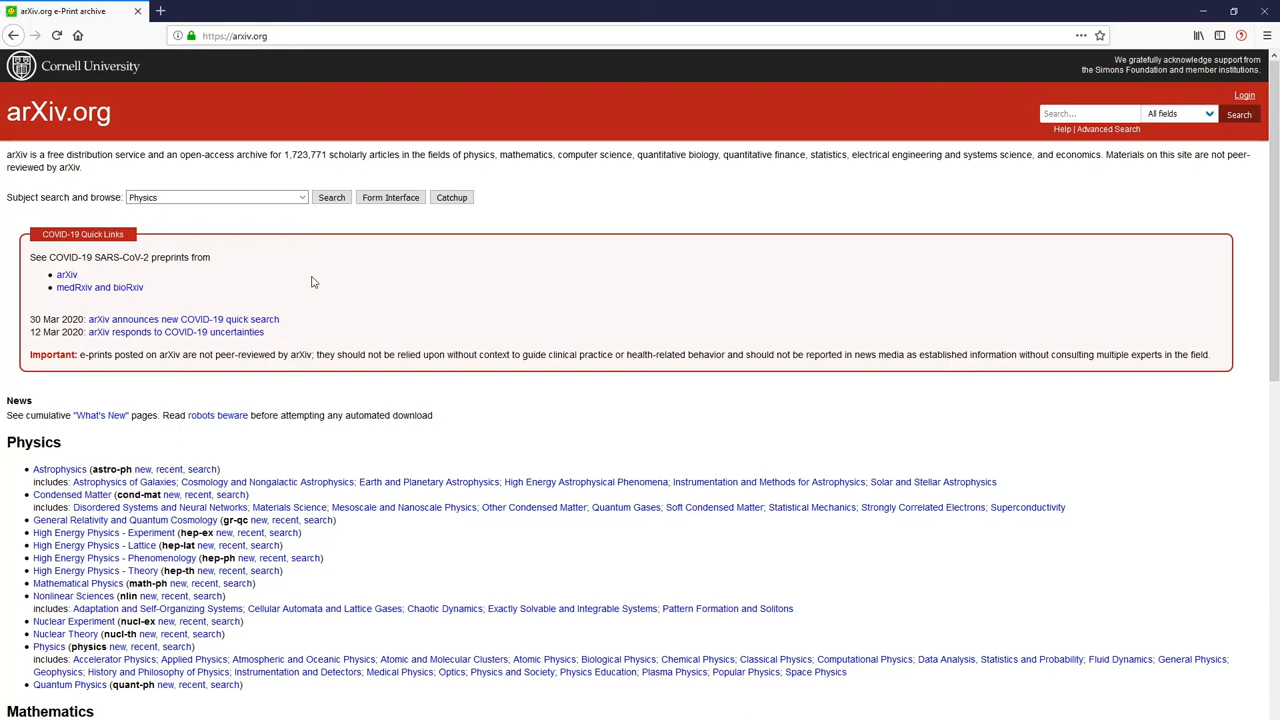 arXiv.org e-Print archive
https://arxiv.org
Cornell University
We gratefully acknowledge support from
the Simons Foundation and member institutions.
Login
arXiv.org
Search...
All fields
Search
Help | Advanced Search
arXiv is a free distribution service and an open-access archive for 1,723,771 scholarly articles in the fields of physics, mathematics, computer science, quantitative biology, quantitative finance, statistics, electrical engineering and systems science, and economics. Materials on this site are not peer-
reviewed by arXiv.
Subject search and browse: Physics Search Form Interface Catchup
COVID-19 Quick Links
See COVID-19 SARS-CoV-2 preprints from
• arXiv
• medRxiv and bioRxiv
30 Mar 2020: arXiv announces new COVID-19 quick search
12 Mar 2020: arXiv responds to COVID-19 uncertainties
Important: e-prints posted on arXiv are not peer-reviewed by arXiv; they should not be relied upon without context to guide clinical practice or health-related behavior and should not be reported in news media as established information without consulting multiple experts in the field.
News
See cumulative "What's New" pages. Read robots beware before attempting any automated download
Physics
• Astrophysics (astro-ph new, recent, search)
includes: Astrophysics of Galaxies; Cosmology and Nongalactic Astrophysics; Earth and Planetary Astrophysics; High Energy Astrophysical Phenomena; Instrumentation and Methods for Astrophysics; Solar and Stellar Astrophysics
• Condensed Matter (cond-mat new, recent, search)
includes: Disordered Systems and Neural Networks; Materials Science; Mesoscale and Nanoscale Physics; Other Condensed Matter; Quantum Gases; Soft Condensed Matter; Statistical Mechanics; Strongly Correlated Electrons; Superconductivity
• General Relativity and Quantum Cosmology (gr-qc new, recent, search)
• High Energy Physics - Experiment (hep-ex new, recent, search)
• High Energy Physics - Lattice (hep-lat new, recent, search)
• High Energy Physics - Phenomenology (hep-ph new, recent, search)
• High Energy Physics - Theory (hep-th new, recent, search)
• Mathematical Physics (math-ph new, recent, search)
• Nonlinear Sciences (nlin new, recent, search)
includes: Adaptation and Self-Organizing Systems; Cellular Automata and Lattice Gases; Chaotic Dynamics; Exactly Solvable and Integrable Systems; Pattern Formation and Solitons
• Nuclear Experiment (nucl-ex new, recent, search)
• Nuclear Theory (nucl-th new, recent, search)
• Physics (physics new, recent, search)
includes: Accelerator Physics; Applied Physics; Atmospheric and Oceanic Physics; Atomic and Molecular Clusters; Atomic Physics; Biological Physics; Chemical Physics; Classical Physics; Computational Physics; Data Analysis, Statistics and Probability; Fluid Dynamics; General Physics;
Geophysics; History and Philosophy of Physics; Instrumentation and Detectors; Medical Physics; Optics; Physics and Society; Physics Education; Plasma Physics; Popular Physics; Space Physics
• Quantum Physics (quant-ph new, recent, search)
Mathematics